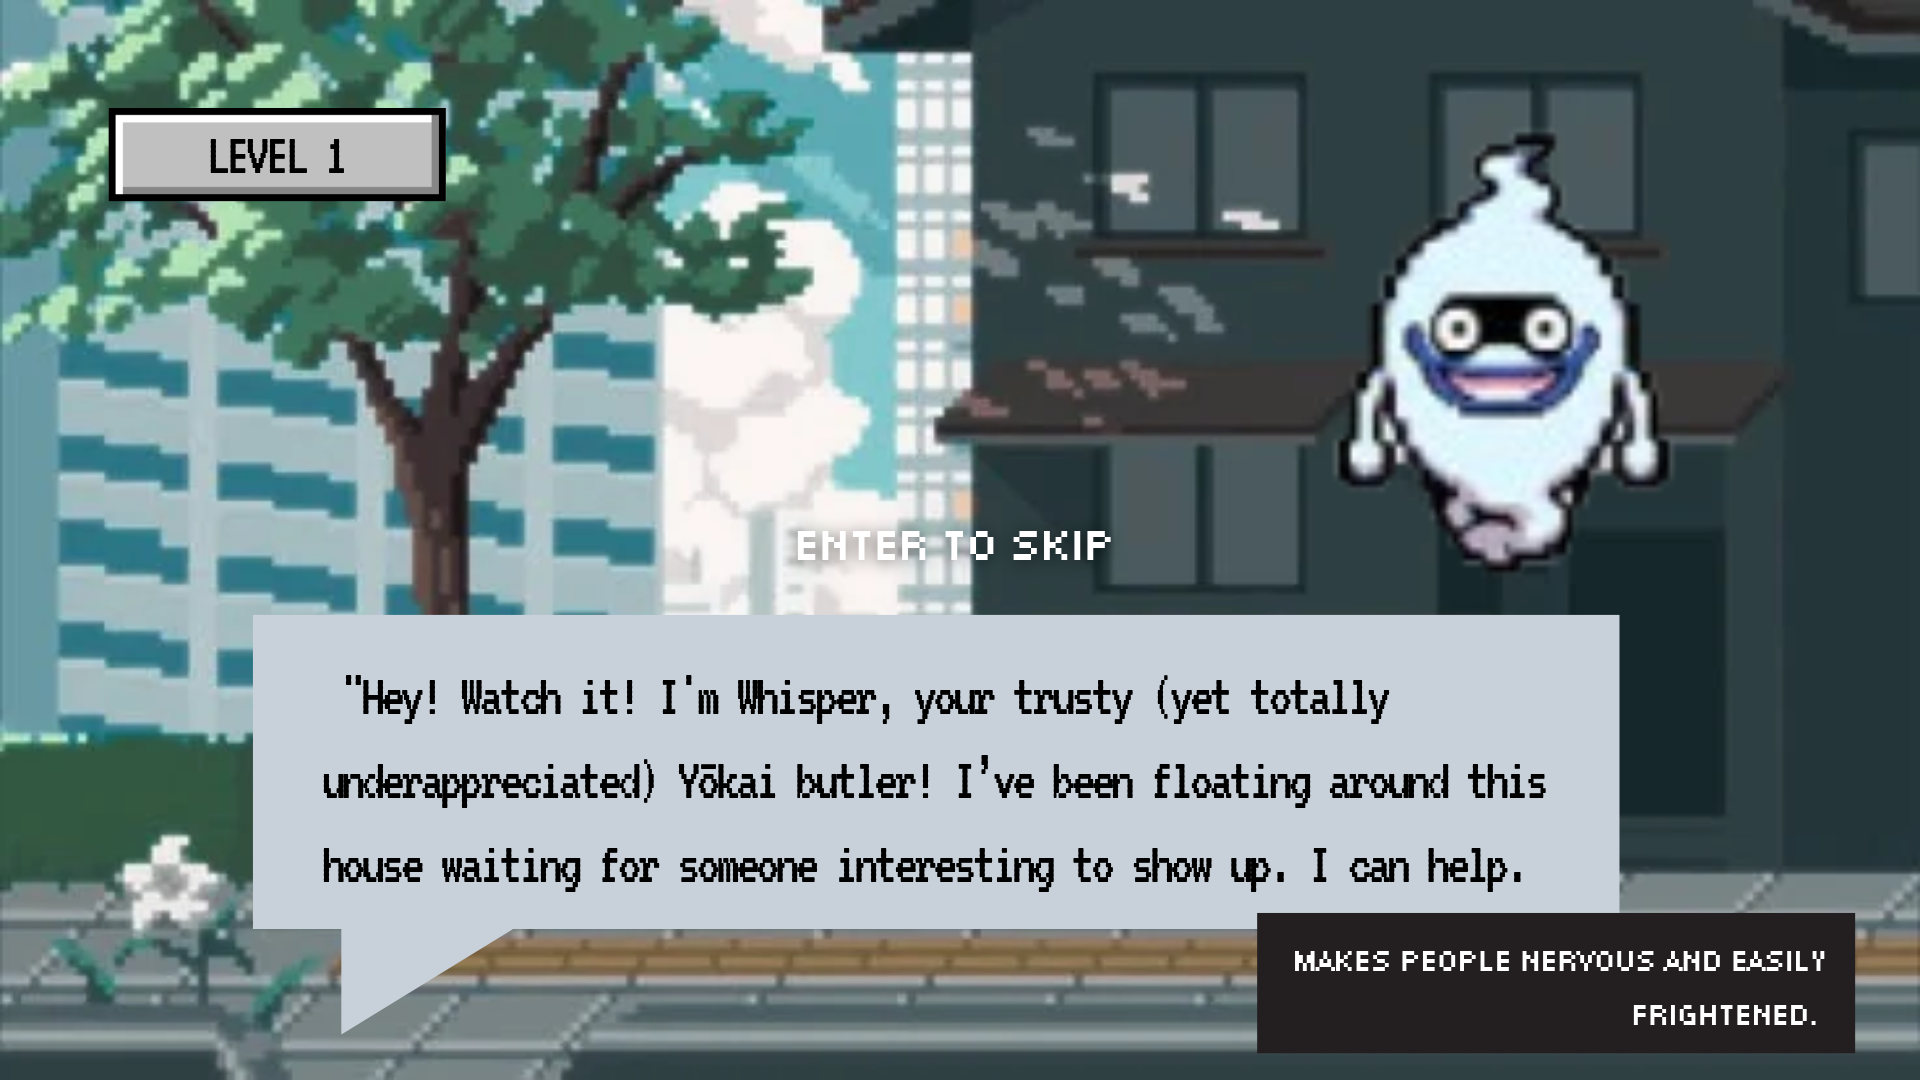 LEVEL 1
ENTER TO SKIP
"Hey! Watch it! I'm Whisper, your trusty (yet totally
underappreciated) Yōkai butler! I’ve been floating around this
house waiting for someone interesting to show up. I can help.
MAKES PEOPLE NERVOUS AND EASILY
FRIGHTENED.